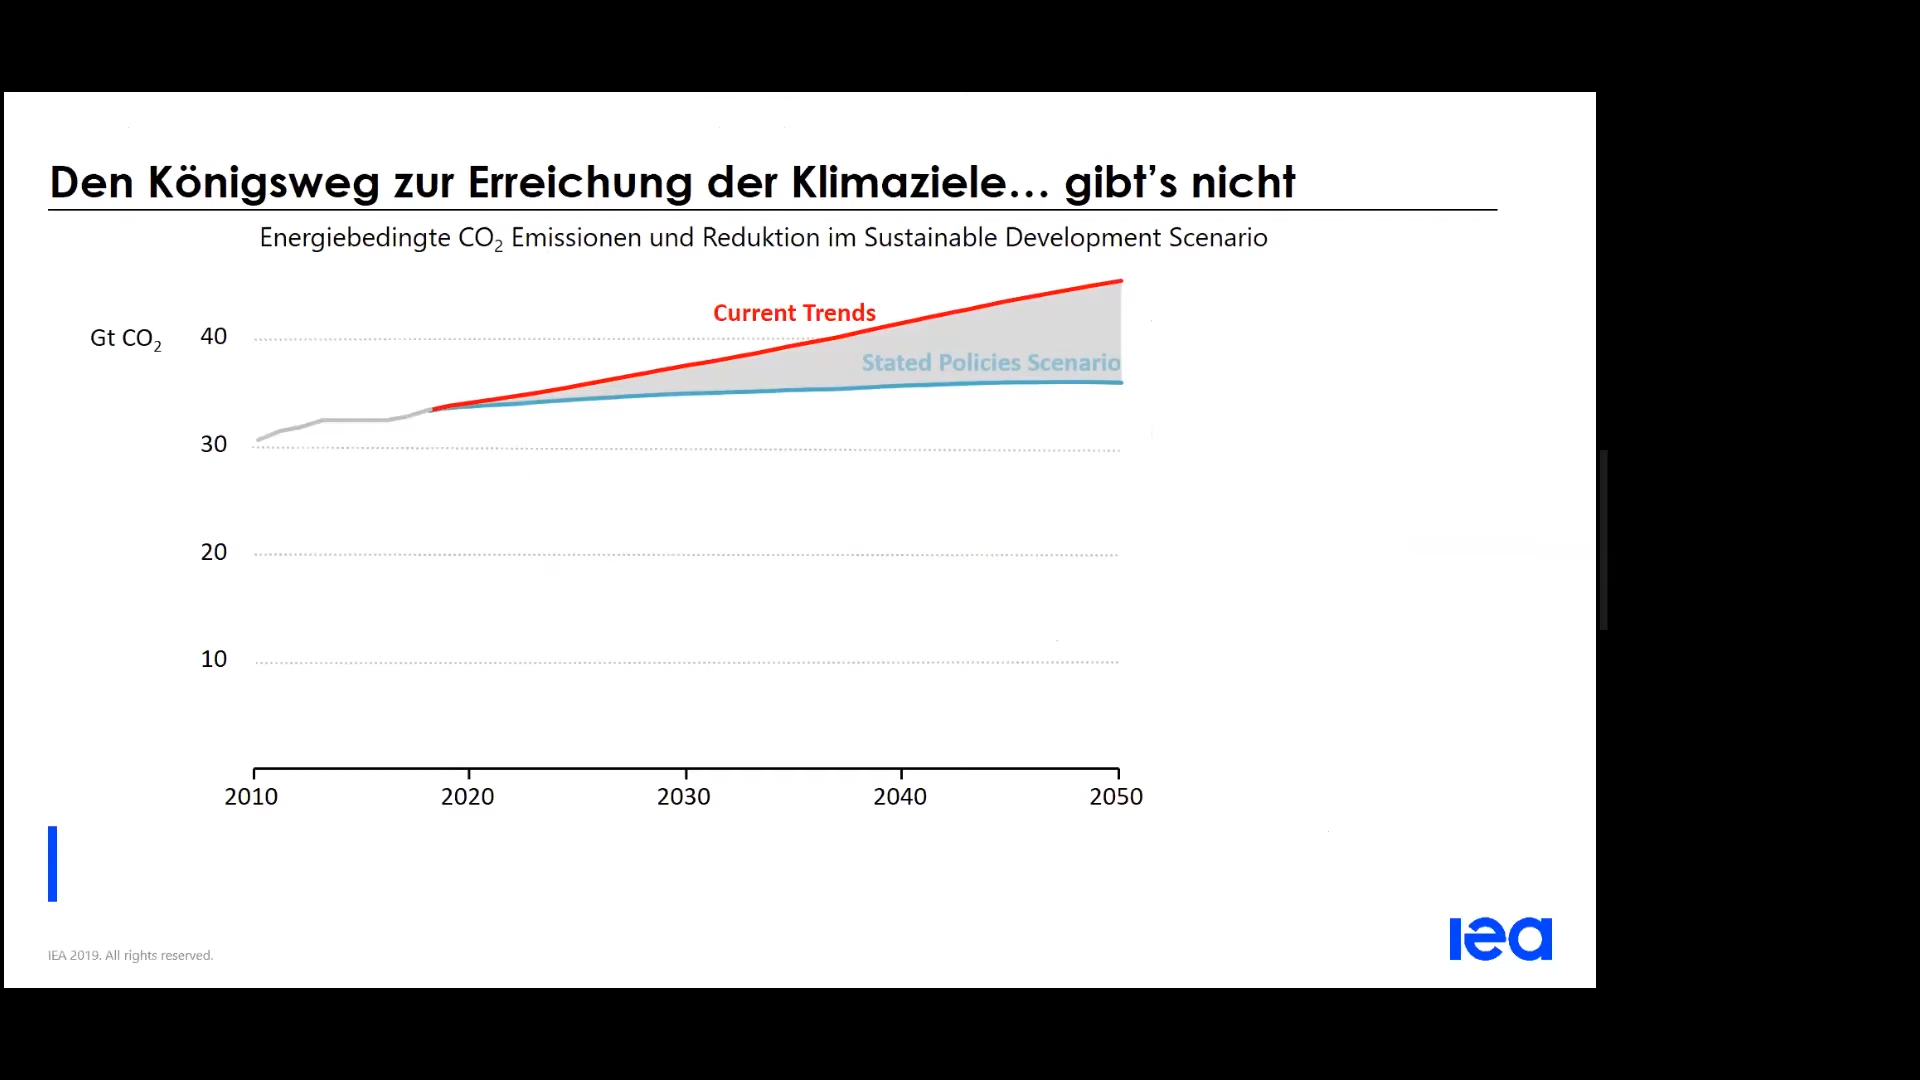 Den Königsweg zur Erreichung der Klimaziele… gibt’s nicht
Energiebedingte CO₂ Emissionen und Reduktion im Sustainable Development Scenario
Current Trends
Gt CO₂
40
Stated Policies Scenario
30
20
10
2010 2020 2030 2040 2050
IEA 2019. All rights reserved.
iea